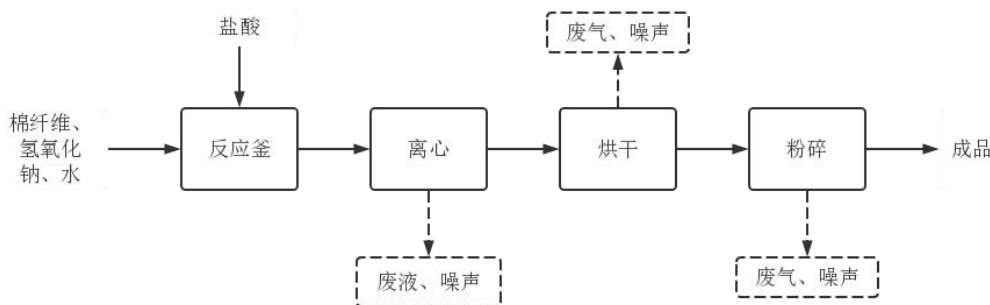 盐酸
废气、噪声
棉纤维、
氢氧化
钠、水
反应釜
离心
烘干
粉碎
成品
废液、噪声
废气、噪声